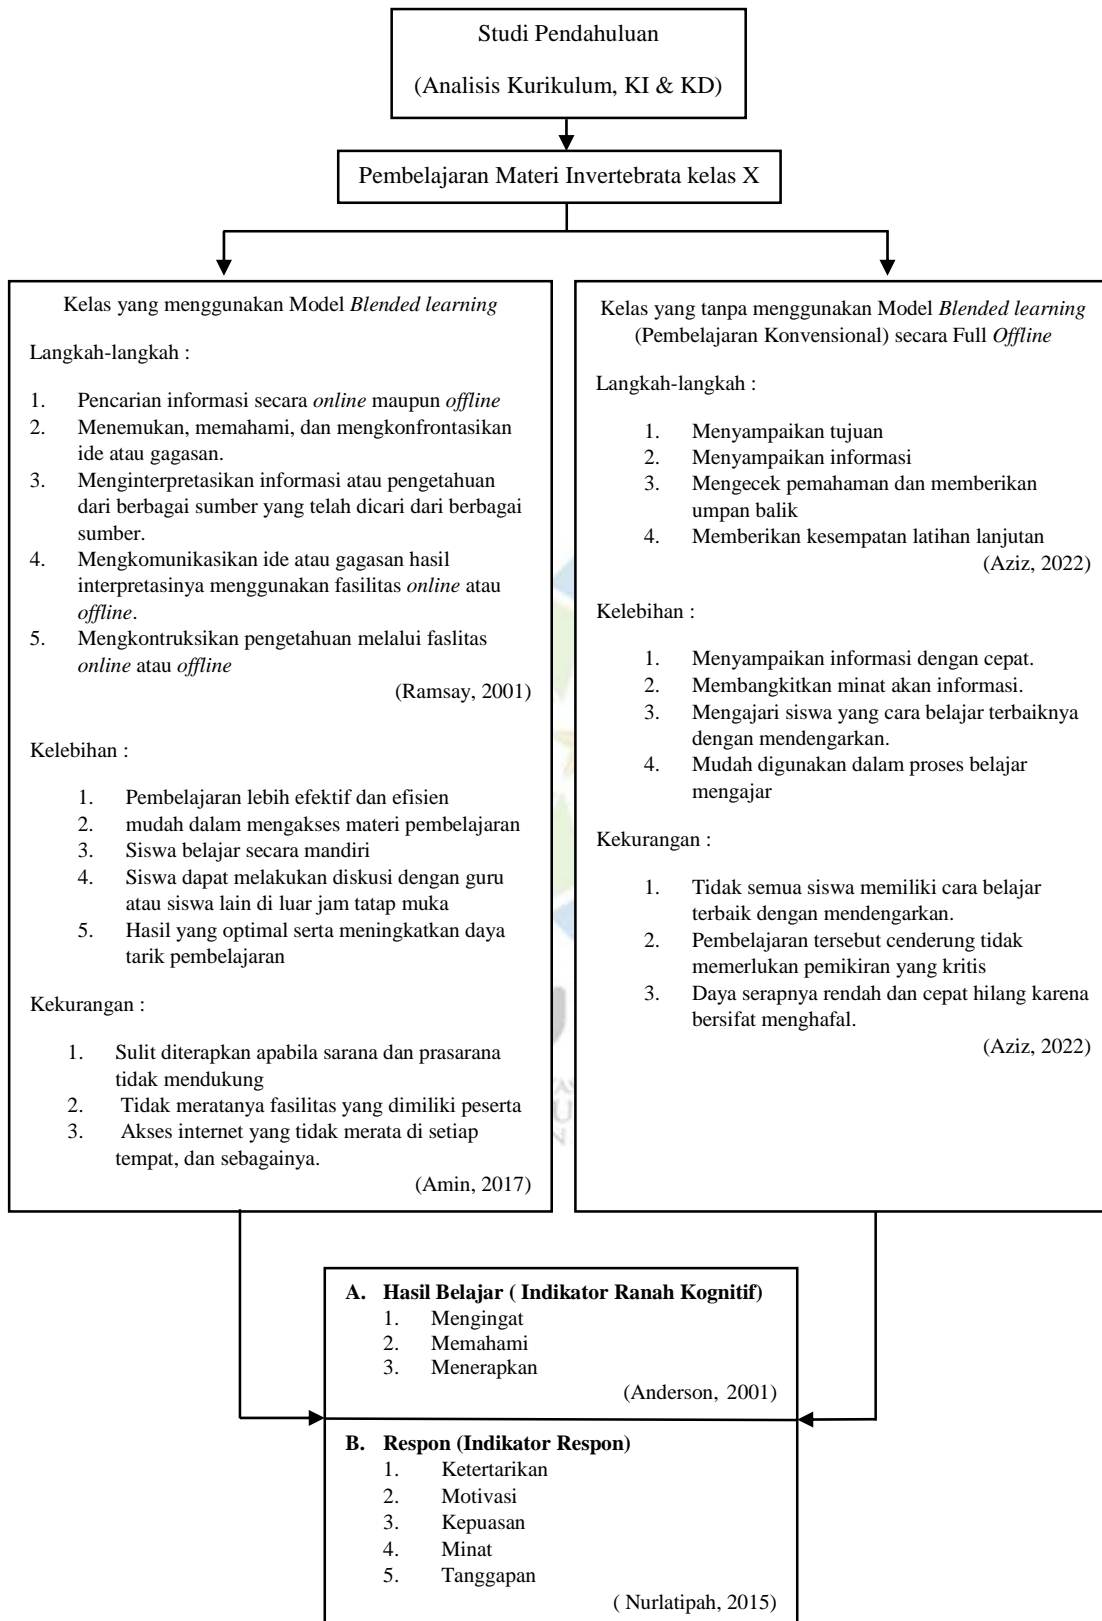 Studi Pendahuluan
(Analisis Kurikulum, KI & KD)
Pembelajaran Materi Invertebrata kelas X
Kelas yang menggunakan Model Blended learning
Langkah-langkah :
1. Pencarian informasi secara online maupun offline
2. Menemukan, memahami, dan mengkonfrontasikan
ide atau gagasan.
3. Menginterpretasikan informasi atau pengetahuan
dari berbagai sumber yang telah dicari dari berbagai
sumber.
4. Mengkomunikasikan ide atau gagasan hasil
interpretasinya menggunakan fasilitas online atau
offline.
5. Mengkontruksikan pengetahuan melalui faslitas
online atau offline
(Ramsay, 2001)
Kelebihan :
1. Pembelajaran lebih efektif dan efisien
2. mudah dalam mengakses materi pembelajaran
3. Siswa belajar secara mandiri
4. Siswa dapat melakukan diskusi dengan guru
atau siswa lain di luar jam tatap muka
5. Hasil yang optimal serta meningkatkan daya
tarik pembelajaran
Kekurangan :
1. Sulit diterapkan apabila sarana dan prasarana
tidak mendukung
2. Tidak meratanya fasilitas yang dimiliki peserta
3. Akses internet yang tidak merata di setiap
tempat, dan sebagainya.
(Amin, 2017)
Kelas yang tanpa menggunakan Model Blended learning
(Pembelajaran Konvensional) secara Full Offline
Langkah-langkah :
1. Menyampaikan tujuan
2. Menyampaikan informasi
3. Mengecek pemahaman dan memberikan
umpan balik
4. Memberikan kesempatan latihan lanjutan
(Aziz, 2022)
Kelebihan :
1. Menyampaikan informasi dengan cepat.
2. Membangkitkan minat akan informasi.
3. Mengajari siswa yang cara belajar terbaiknya
dengan mendengarkan.
4. Mudah digunakan dalam proses belajar
mengajar
Kekurangan :
1. Tidak semua siswa memiliki cara belajar
terbaik dengan mendengarkan.
2. Pembelajaran tersebut cenderung tidak
memerlukan pemikiran yang kritis
3. Daya serapnya rendah dan cepat hilang karena
bersifat menghafal.
(Aziz, 2022)
A. Hasil Belajar ( Indikator Ranah Kognitif)
1. Mengingat
2. Memahami
3. Menerapkan
(Anderson, 2001)
B. Respon (Indikator Respon)
1. Ketertarikan
2. Motivasi
3. Kepuasan
4. Minat
5. Tanggapan
( Nurlatipah, 2015)